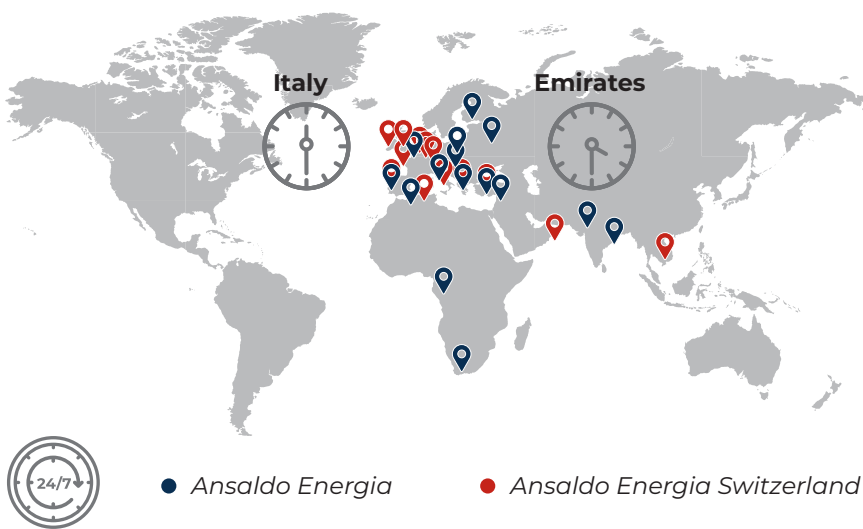 Italy
Emirates
24/7
Ansaldo Energia
Ansaldo Energia Switzerland